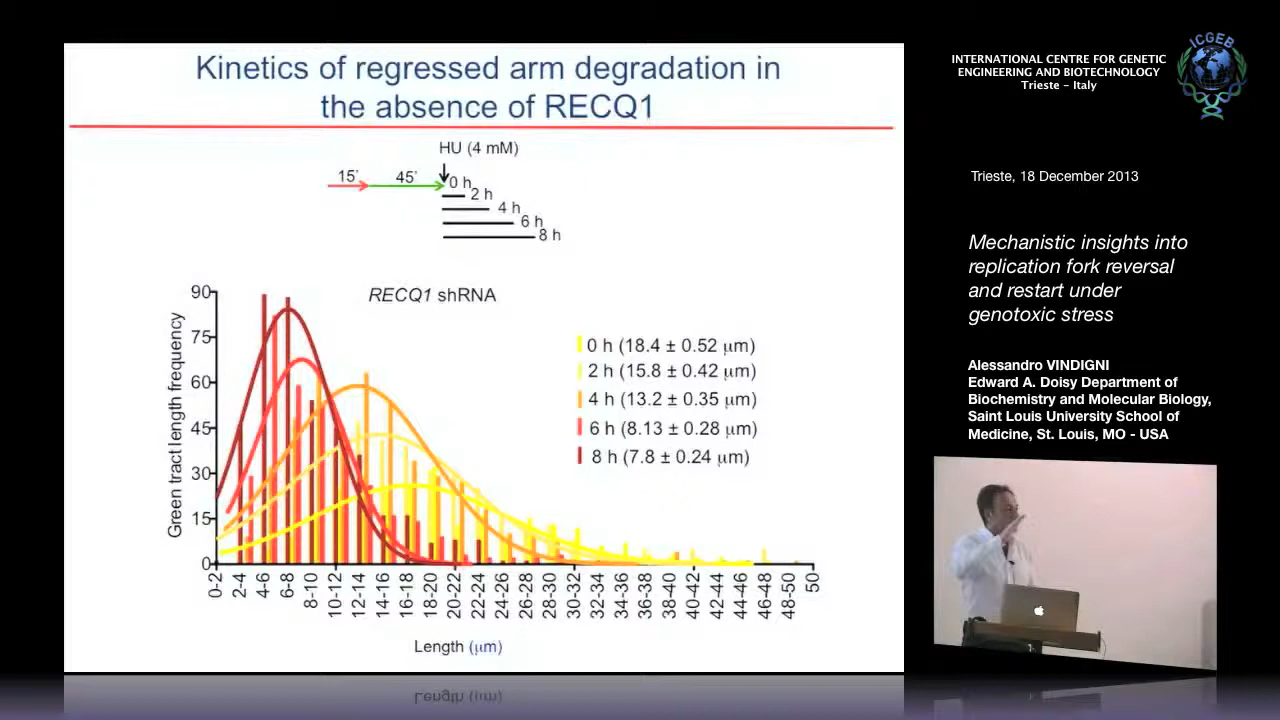 Kinetics of regressed arm degradation in
the absence of RECQ1
HU (4 mM)
15' 45' 0 h
2 h
4 h
6 h
8 h
RECQ1 shRNA
Green tract length frequency
90
75
60
45
30
15
0
0 h (18.4 ± 0.52 µm)
2 h (15.8 ± 0.42 µm)
4 h (13.2 ± 0.35 µm)
6 h (8.13 ± 0.28 µm)
8 h (7.8 ± 0.24 µm)
0-2 2-4 4-6 6-8 8-10 10-12 12-14 14-16 16-18 18-20 20-22 22-24 24-26 26-28 28-30 30-32 32-34 34-36 36-38 38-40 40-42 42-44 44-46 46-48 48-50 50
Length (µm)
INTERNATIONAL CENTRE FOR GENETIC
ENGINEERING AND BIOTECHNOLOGY
Trieste - Italy
ICGEB
Trieste, 18 December 2013
Mechanistic insights into
replication fork reversal
and restart under
genotoxic stress
Alessandro VINDIGNI
Edward A. Doisy Department of
Biochemistry and Molecular Biology,
Saint Louis University School of
Medicine, St. Louis, MO - USA